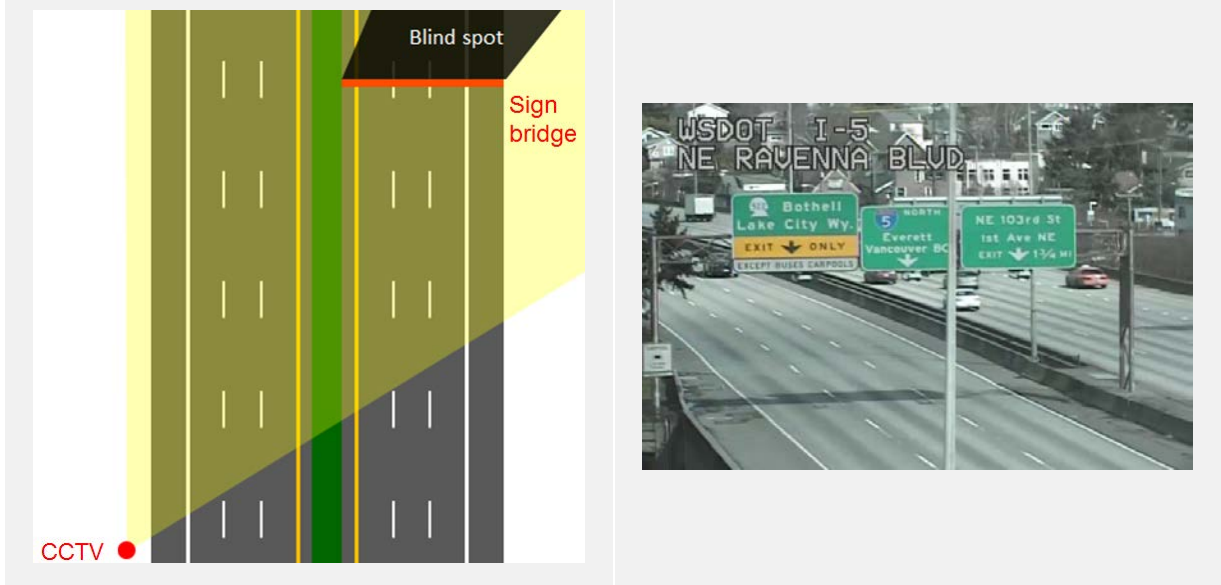 Blind spot
Sign
bridge
CCTV
WSDOT I-5
NE RAVENNA BLVD
Bothell
Lake City Wy.
EXIT ONLY
EXCEPT BUSES CARPOOLS
NORTH
5
Everett
Vancouver BC
NE 103rd St
1st Ave NE
EXIT 1 3/4 MI